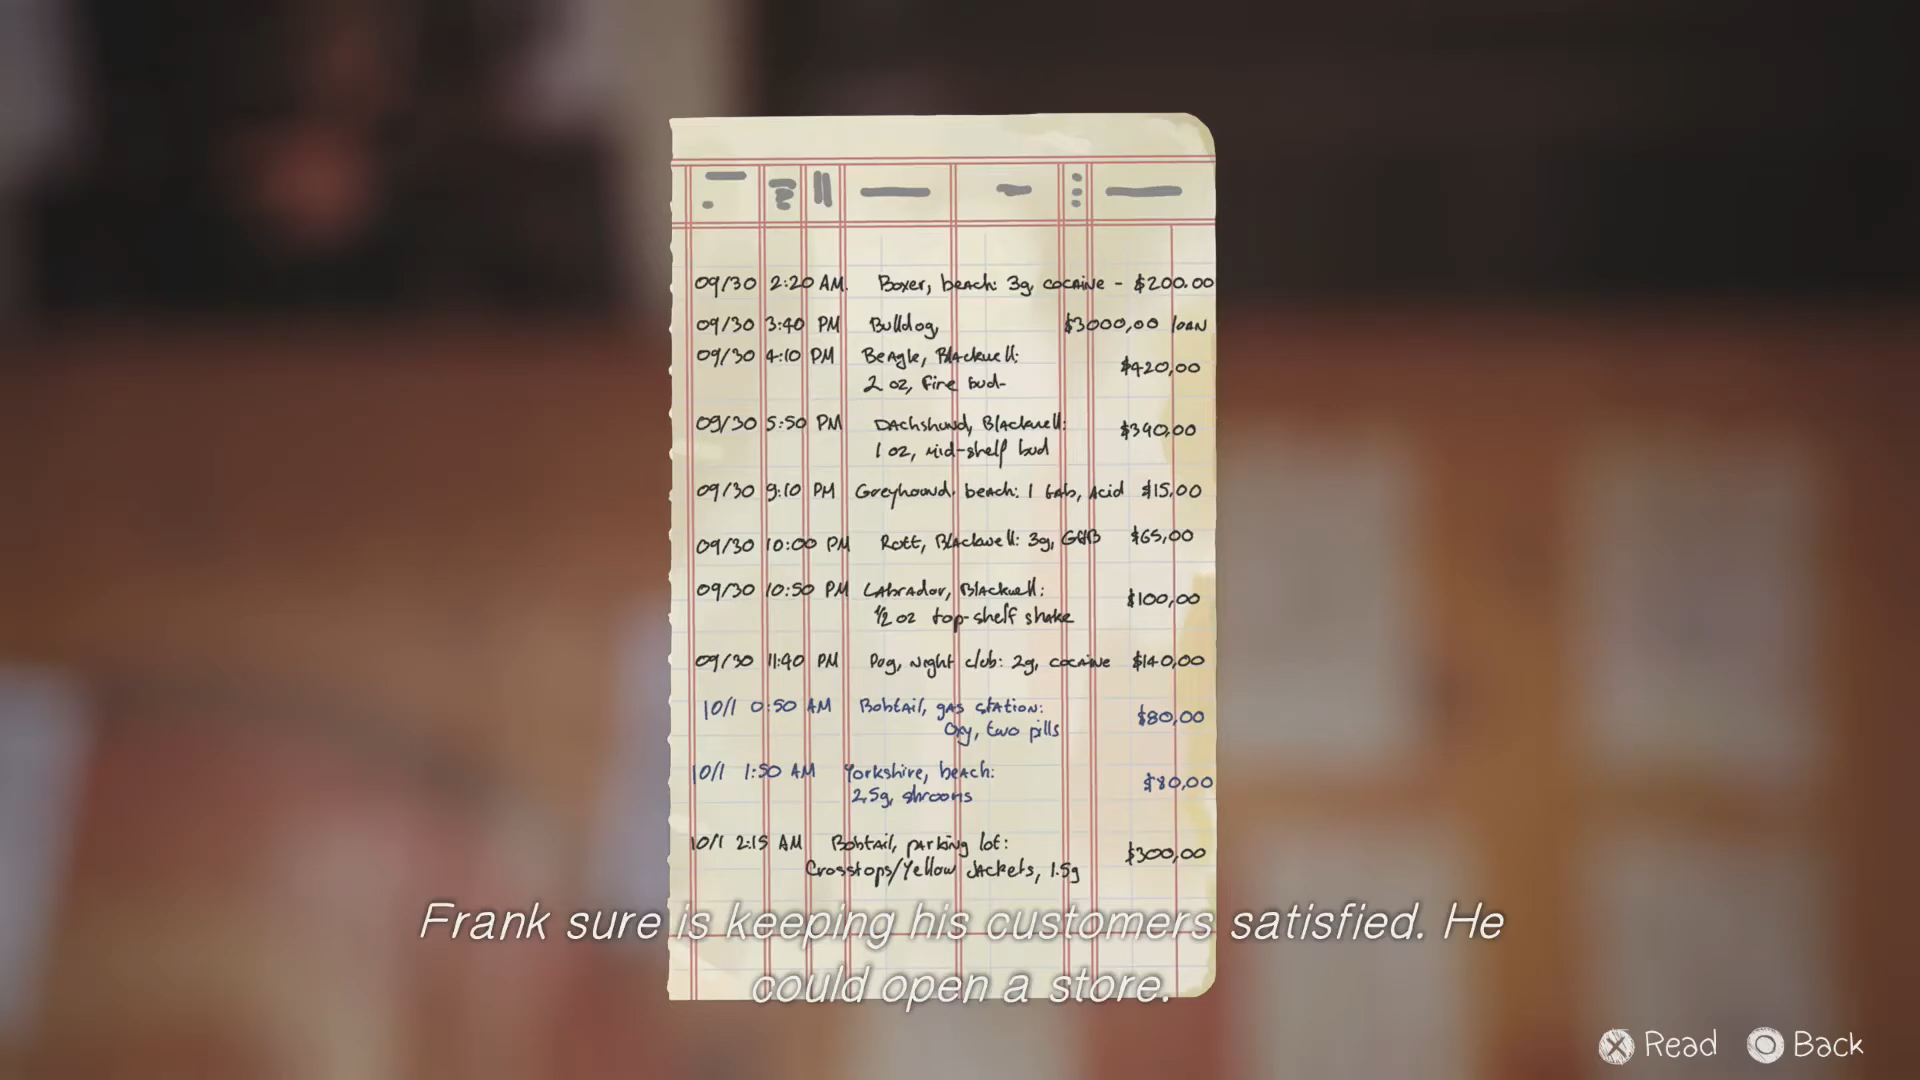 09/30 2:20 AM. Boxer, beach: 3g, cocaine - $200.00
09/30 3:40 PM Bulldog, $3000,00 loan
09/30 4:10 PM Beagle, Blackwell:
2 oz, fine bud- $420,00
09/30 5:50 PM Dachshund, Blackwell: $340,00
1 oz, mid-shelf bud
09/30 9:10 PM Greyhound, beach: 1 tab, acid $15,00
09/30 10:00 PM Rott, Blackwell: 3g, GHB $65,00
09/30 10:50 PM Labrador, Blackwell: $100,00
1/2 oz top-shelf shake
09/30 11:40 PM Pog, night club: 2g, cocaine $140,00
10/1 0:50 AM Bobtail, gas station: $80,00
Oxy, two pills
10/1 1:50 AM Yorkshire, beach: $80,00
2,5g, shrooms
10/1 2:15 AM Bobtail, parking lot: $300,00
Crosstops/Yellow Jackets, 1.5g
Frank sure is keeping his customers satisfied. He
could open a store.
Read Back